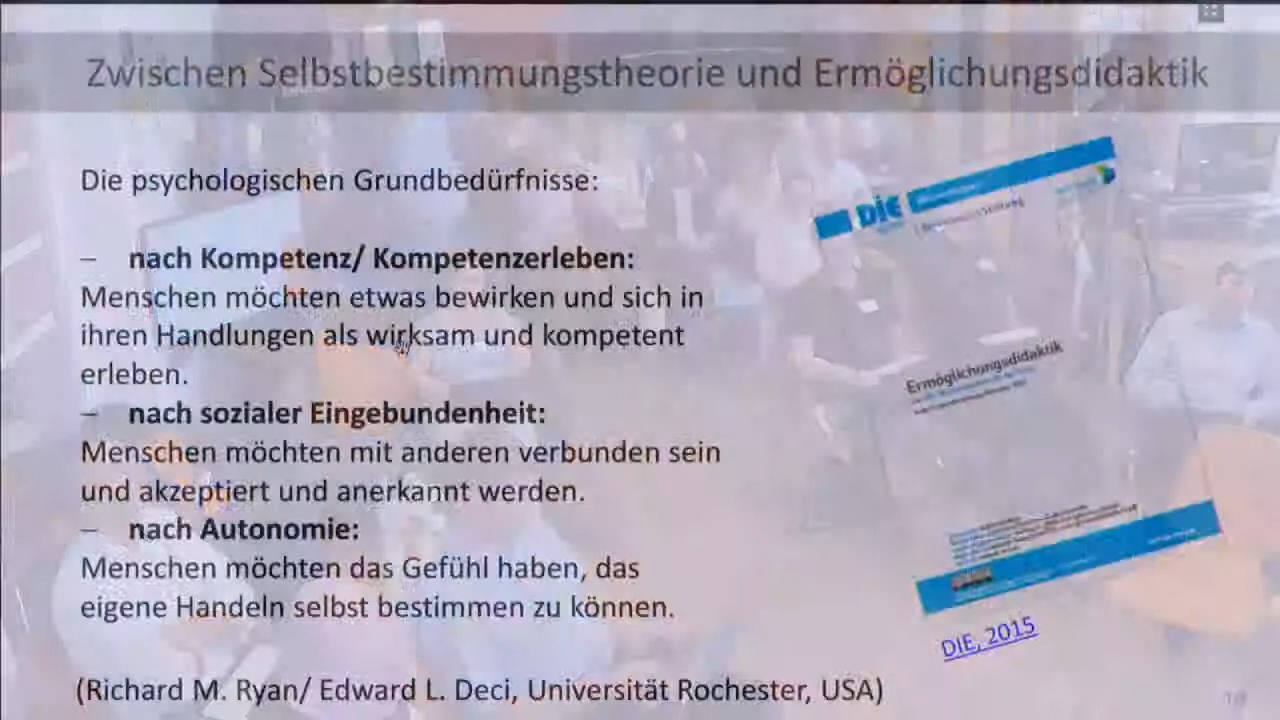 Zwischen Selbstbestimmungstheorie und Ermöglichungsdidaktik
Die psychologischen Grundbedürfnisse:
– nach Kompetenz/ Kompetenzerleben:
Menschen möchten etwas bewirken und sich in
ihren Handlungen als wirksam und kompetent
erleben.
– nach sozialer Eingebundenheit:
Menschen möchten mit anderen verbunden sein
und akzeptiert und anerkannt werden.
– nach Autonomie:
Menschen möchten das Gefühl haben, das
eigene Handeln selbst bestimmen zu können.
(Richard M. Ryan/ Edward L. Deci, Universität Rochester, USA)
DIE
Ermöglichungsdidaktik
DIE, 2015